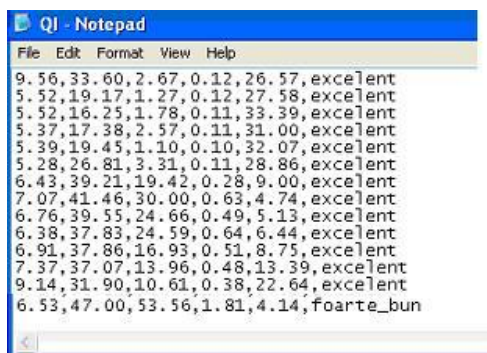 QI - Notepad
File Edit Format View Help
9.56,33.60,2.67,0.12,26.57,excelent
5.52,19.17,1.27,0.12,27.58,excelent
5.52,16.25,1.78,0.11,33.39,excelent
5.37,17.38,2.57,0.11,31.00,excelent
5.39,19.45,1.10,0.10,32.07,excelent
5.28,26.81,3.31,0.11,28.86,excelent
6.43,39.21,19.42,0.28,9.00,excelent
7.07,41.46,30.00,0.63,4.74,excelent
6.76,39.55,24.66,0.49,5.13,excelent
6.38,37.83,24.59,0.64,6.44,excelent
6.91,37.86,16.93,0.51,8.75,excelent
7.37,37.07,13.96,0.48,13.39,excelent
9.14,31.90,10.61,0.38,22.64,excelent
6.53,47.00,53.56,1.81,4.14,foarte_bun